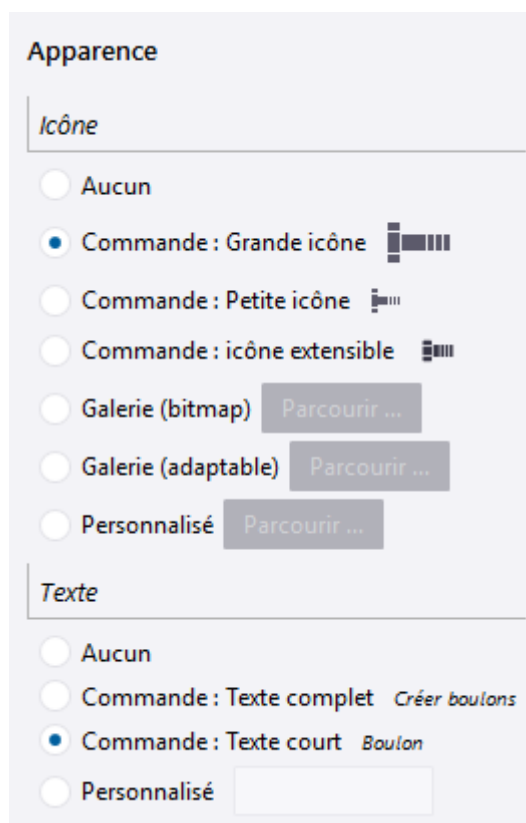 Apparence
Icône
Aucun
Commande : Grande icône
Commande : Petite icône
Commande : icône extensible
Galerie (bitmap) Parcourir ...
Galerie (adaptable) Parcourir ...
Personnalisé Parcourir ...
Texte
Aucun
Commande : Texte complet Créer boulons
Commande : Texte court Boulon
Personnalisé